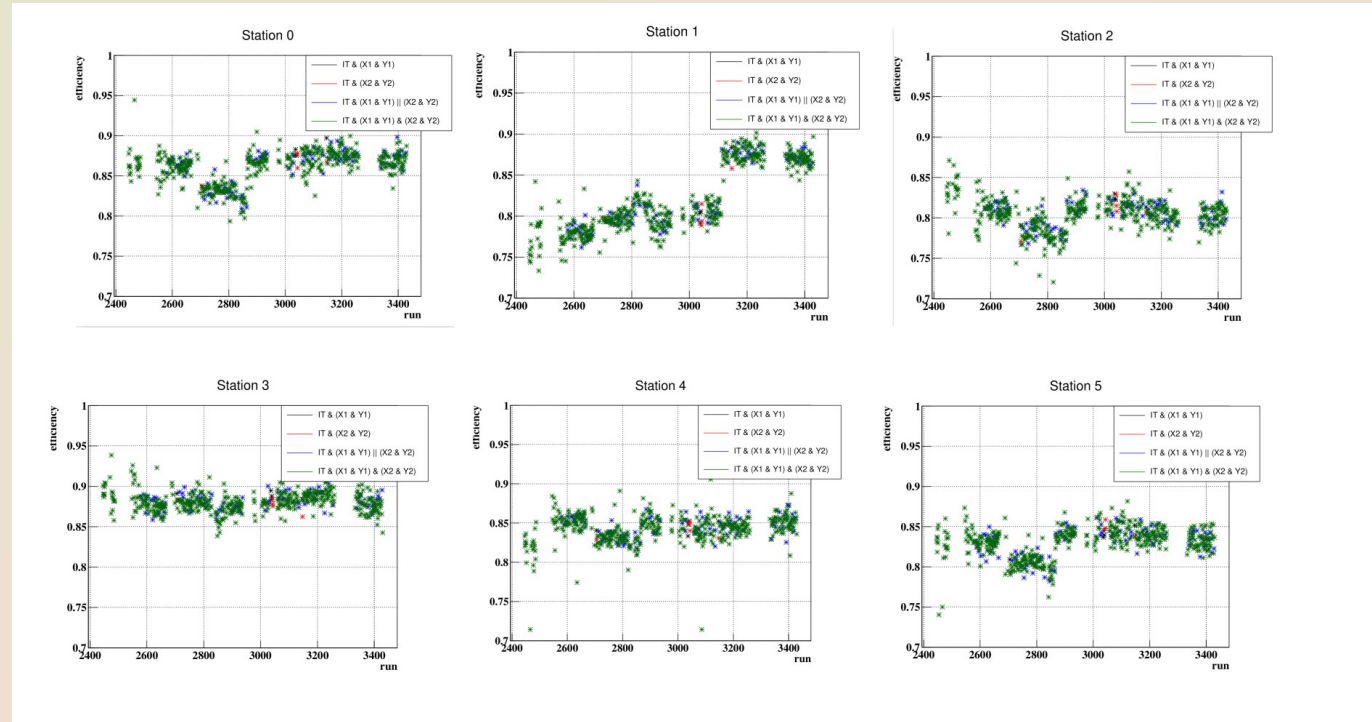 Station 0
efficiency
1
0.95
0.9
0.85
0.8
0.75
0.7
2400 2600 2800 3000 3200 3400
run
IT & (X1 & Y1)
IT & (X2 & Y2)
IT & (X1 & Y1) || (X2 & Y2)
IT & (X1 & Y1) & (X2 & Y2)
Station 1
efficiency
1
0.95
0.9
0.85
0.8
0.75
0.7
2400 2600 2800 3000 3200 3400
run
IT & (X1 & Y1)
IT & (X2 & Y2)
IT & (X1 & Y1) || (X2 & Y2)
IT & (X1 & Y1) & (X2 & Y2)
Station 2
efficiency
1
0.95
0.9
0.85
0.8
0.75
0.7
2400 2600 2800 3000 3200 3400
run
IT & (X1 & Y1)
IT & (X2 & Y2)
IT & (X1 & Y1) || (X2 & Y2)
IT & (X1 & Y1) & (X2 & Y2)
Station 3
efficiency
1
0.95
0.9
0.85
0.8
0.75
0.7
2400 2600 2800 3000 3200 3400
run
IT & (X1 & Y1)
IT & (X2 & Y2)
IT & (X1 & Y1) || (X2 & Y2)
IT & (X1 & Y1) & (X2 & Y2)
Station 4
efficiency
1
0.95
0.9
0.85
0.8
0.75
0.7
2400 2600 2800 3000 3200 3400
run
IT & (X1 & Y1)
IT & (X2 & Y2)
IT & (X1 & Y1) || (X2 & Y2)
IT & (X1 & Y1) & (X2 & Y2)
Station 5
efficiency
1
0.95
0.9
0.85
0.8
0.75
0.7
2400 2600 2800 3000 3200 3400
run
IT & (X1 & Y1)
IT & (X2 & Y2)
IT & (X1 & Y1) || (X2 & Y2)
IT & (X1 & Y1) & (X2 & Y2)